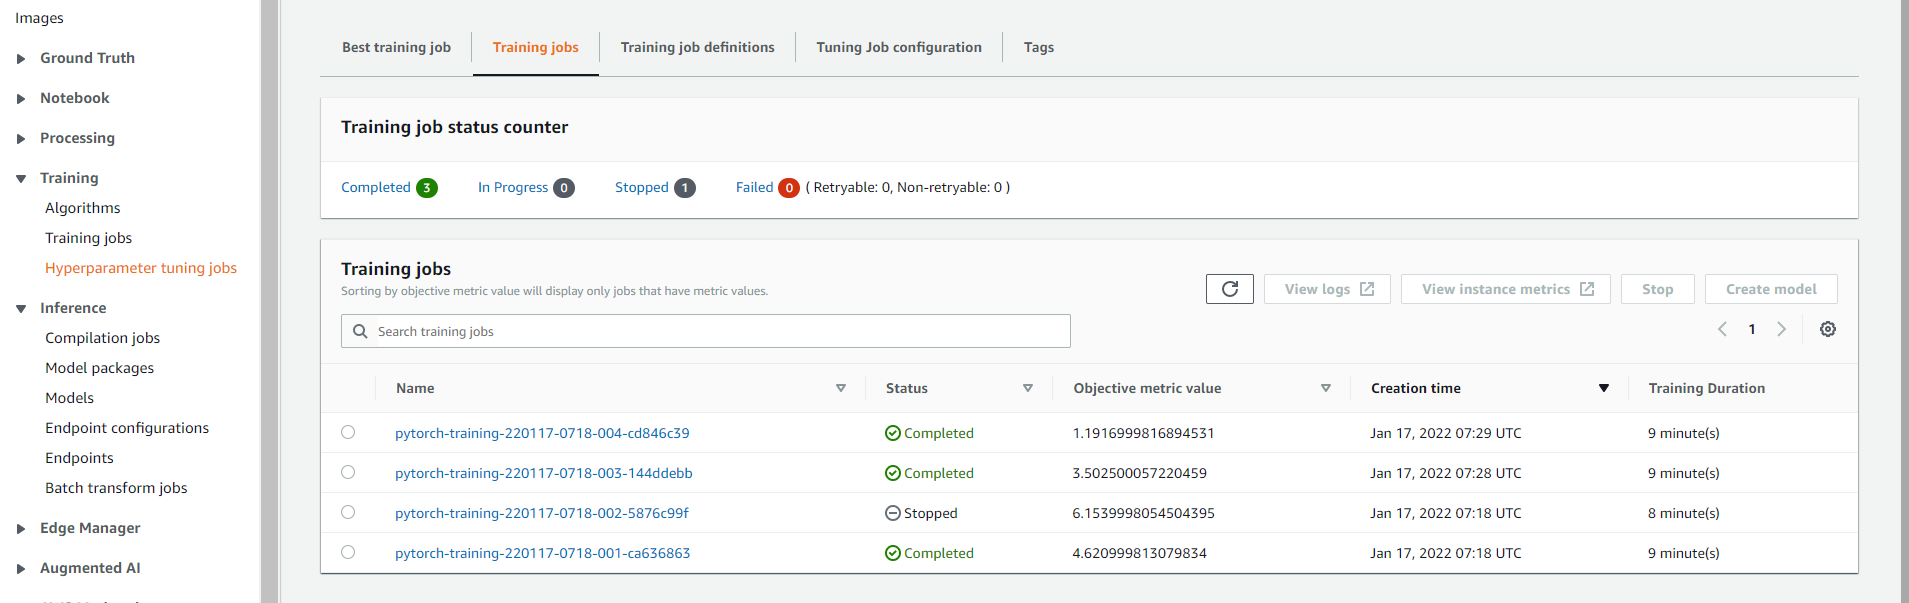 Images
Ground Truth
Notebook
Processing
Training
Algorithms
Training jobs
Hyperparameter tuning jobs
Inference
Compilation jobs
Model packages
Models
Endpoint configurations
Endpoints
Batch transform jobs
Edge Manager
Augmented AI
Best training job Training jobs Training job definitions Tuning Job configuration Tags
Training job status counter
Completed 3 In Progress 0 Stopped 1 Failed 0 ( Retryable: 0, Non-retryable: 0 )
Training jobs
Sorting by objective metric value will display only jobs that have metric values.
View logs View instance metrics Stop Create model
Search training jobs
1
Name Status Objective metric value Creation time Training Duration
pytorch-training-220117-0718-004-cd846c39 Completed 1.1916999816894531 Jan 17, 2022 07:29 UTC 9 minute(s)
pytorch-training-220117-0718-003-144ddebb Completed 3.502500057220459 Jan 17, 2022 07:28 UTC 9 minute(s)
pytorch-training-220117-0718-002-5876c99f Stopped 6.1539998054504395 Jan 17, 2022 07:18 UTC 8 minute(s)
pytorch-training-220117-0718-001-ca636863 Completed 4.620999813079834 Jan 17, 2022 07:18 UTC 9 minute(s)